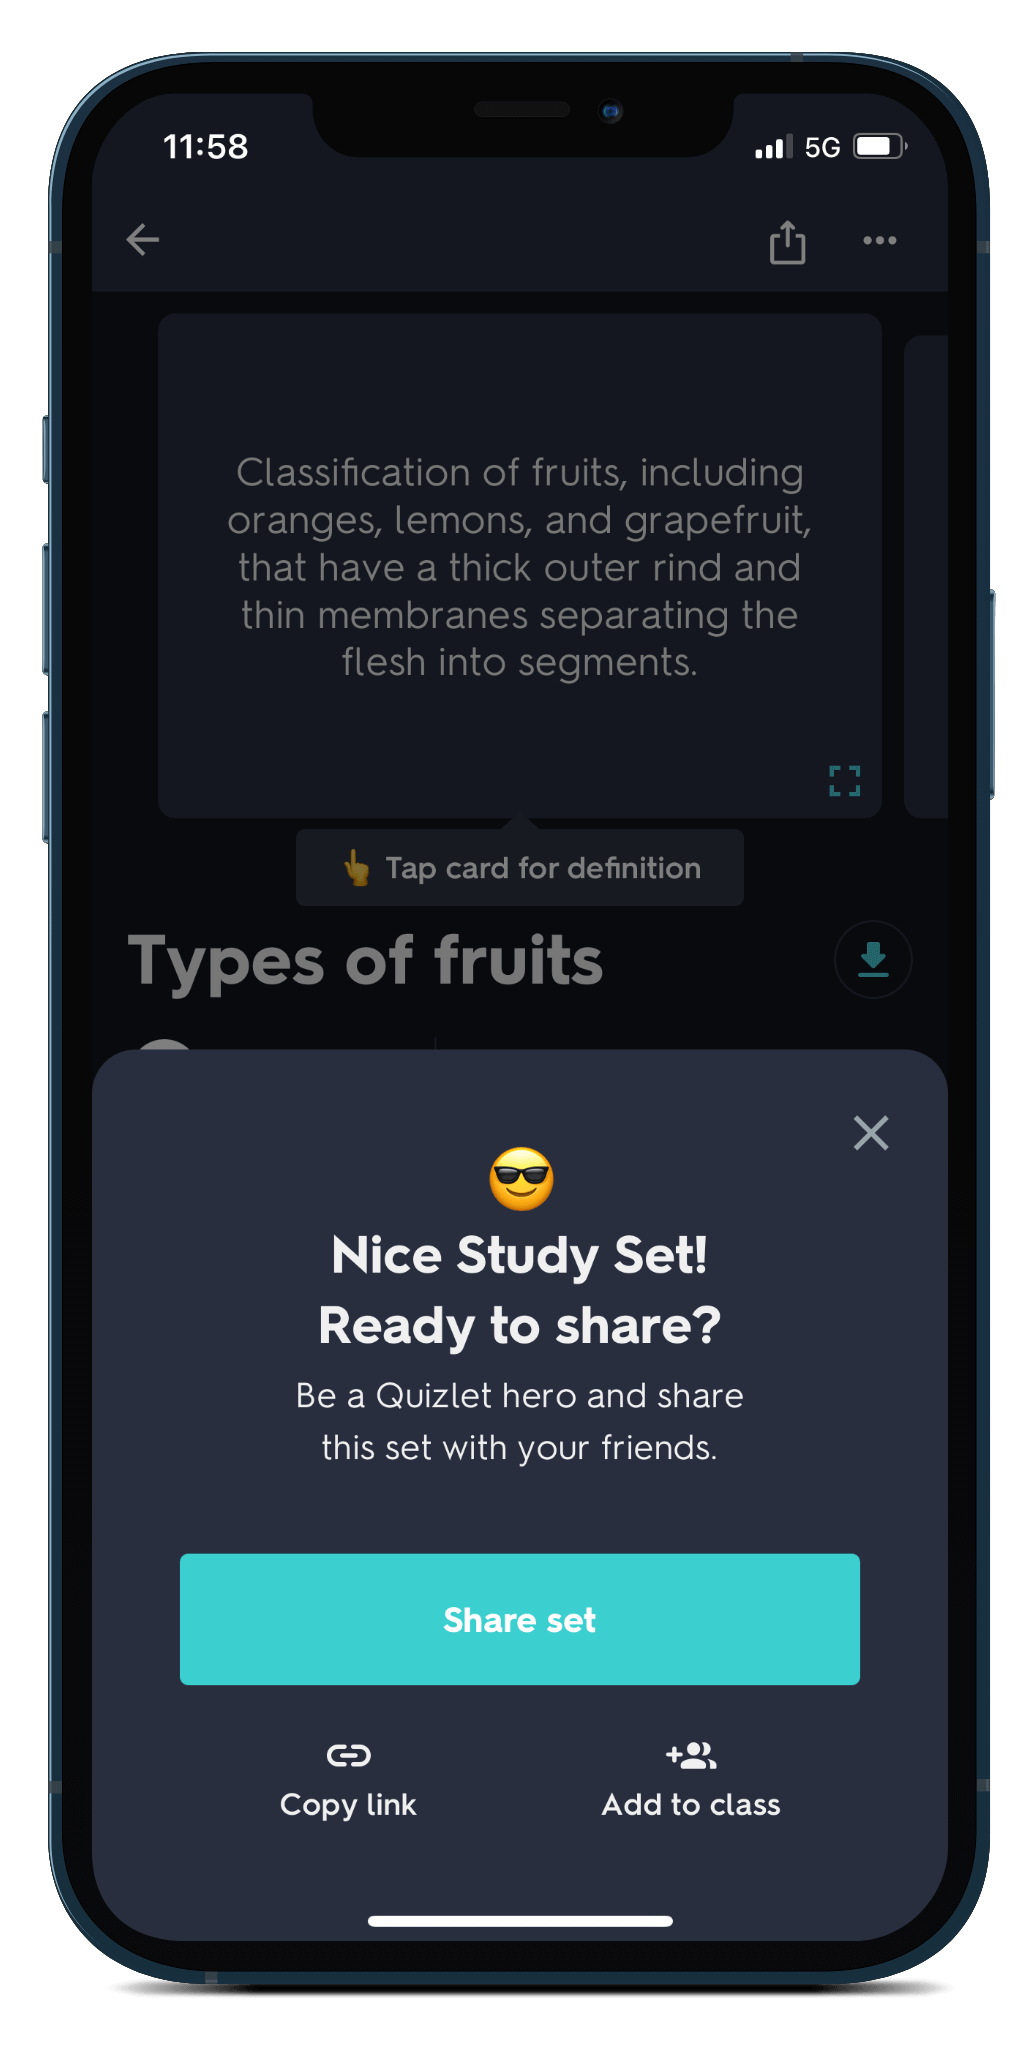 11:58
5G
Classification of fruits, including
oranges, lemons, and grapefruit,
that have a thick outer rind and
thin membranes separating the
flesh into segments.
👆 Tap card for definition
Types of fruits
😎
Nice Study Set!
Ready to share?
Be a Quizlet hero and share
this set with your friends.
Share set
Copy link
Add to class